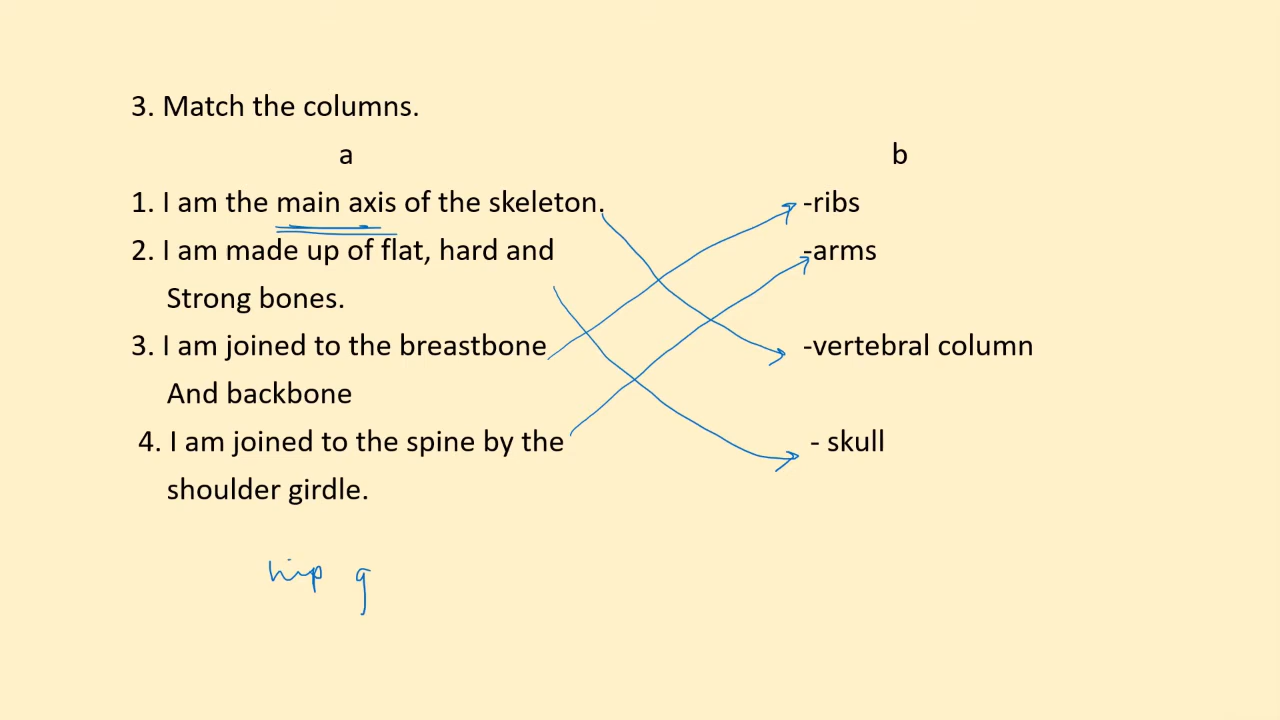 3. Match the columns.
a b
1. I am the main axis of the skeleton. -ribs
2. I am made up of flat, hard and -arms
Strong bones.
3. I am joined to the breastbone -vertebral column
And backbone
4. I am joined to the spine by the - skull
shoulder girdle.
hip g